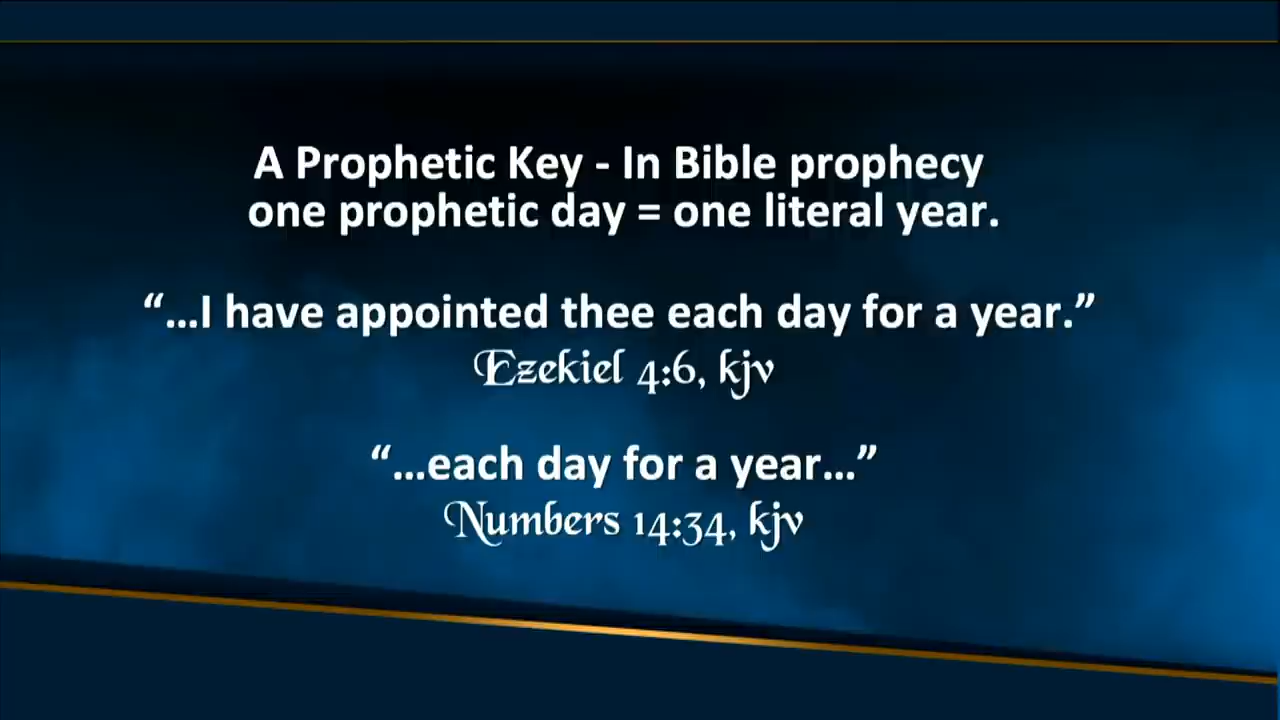 A Prophetic Key - In Bible prophecy
one prophetic day = one literal year.
“...I have appointed thee each day for a year.”
Ezekiel 4:6, kjv
“...each day for a year...”
Numbers 14:34, kjv